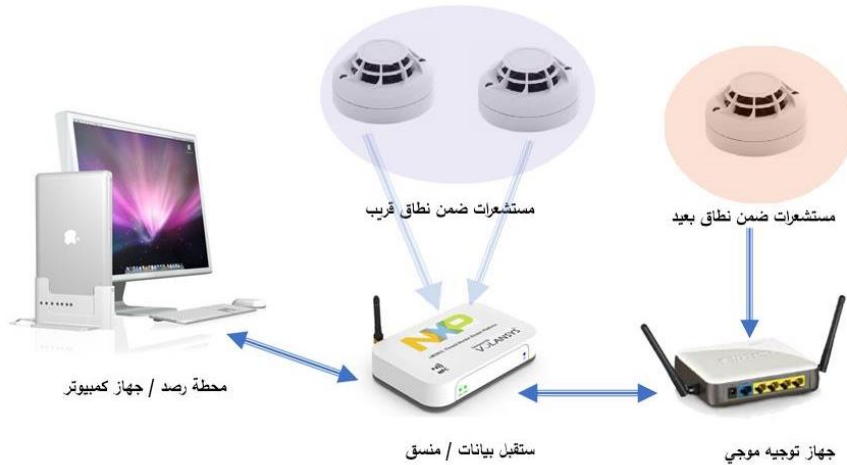 مستشعرات ضمن نطاق قريب
مستشعرات ضمن نطاق بعيد
NXP
VOLANSYS
محطة رصد / جهاز كمبيوتر
ستقبل بيانات / منسق
جهاز توجيه موجي